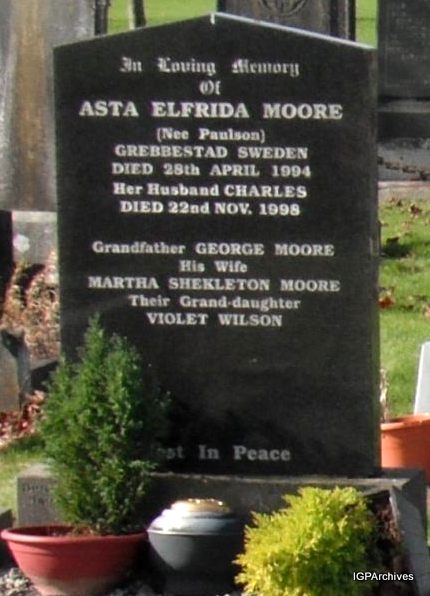 In Loving Memory
Of
ASTA ELFRIDA MOORE
(Nee Paulson)
GREBBESTAD SWEDEN
DIED 28th APRIL 1994
Her Husband CHARLES
DIED 22nd NOV. 1998
Grandfather GEORGE MOORE
His Wife
MARTHA SHEKLETON MOORE
Their Grand-daughter
VIOLET WILSON
Rest In Peace
IGPArchives